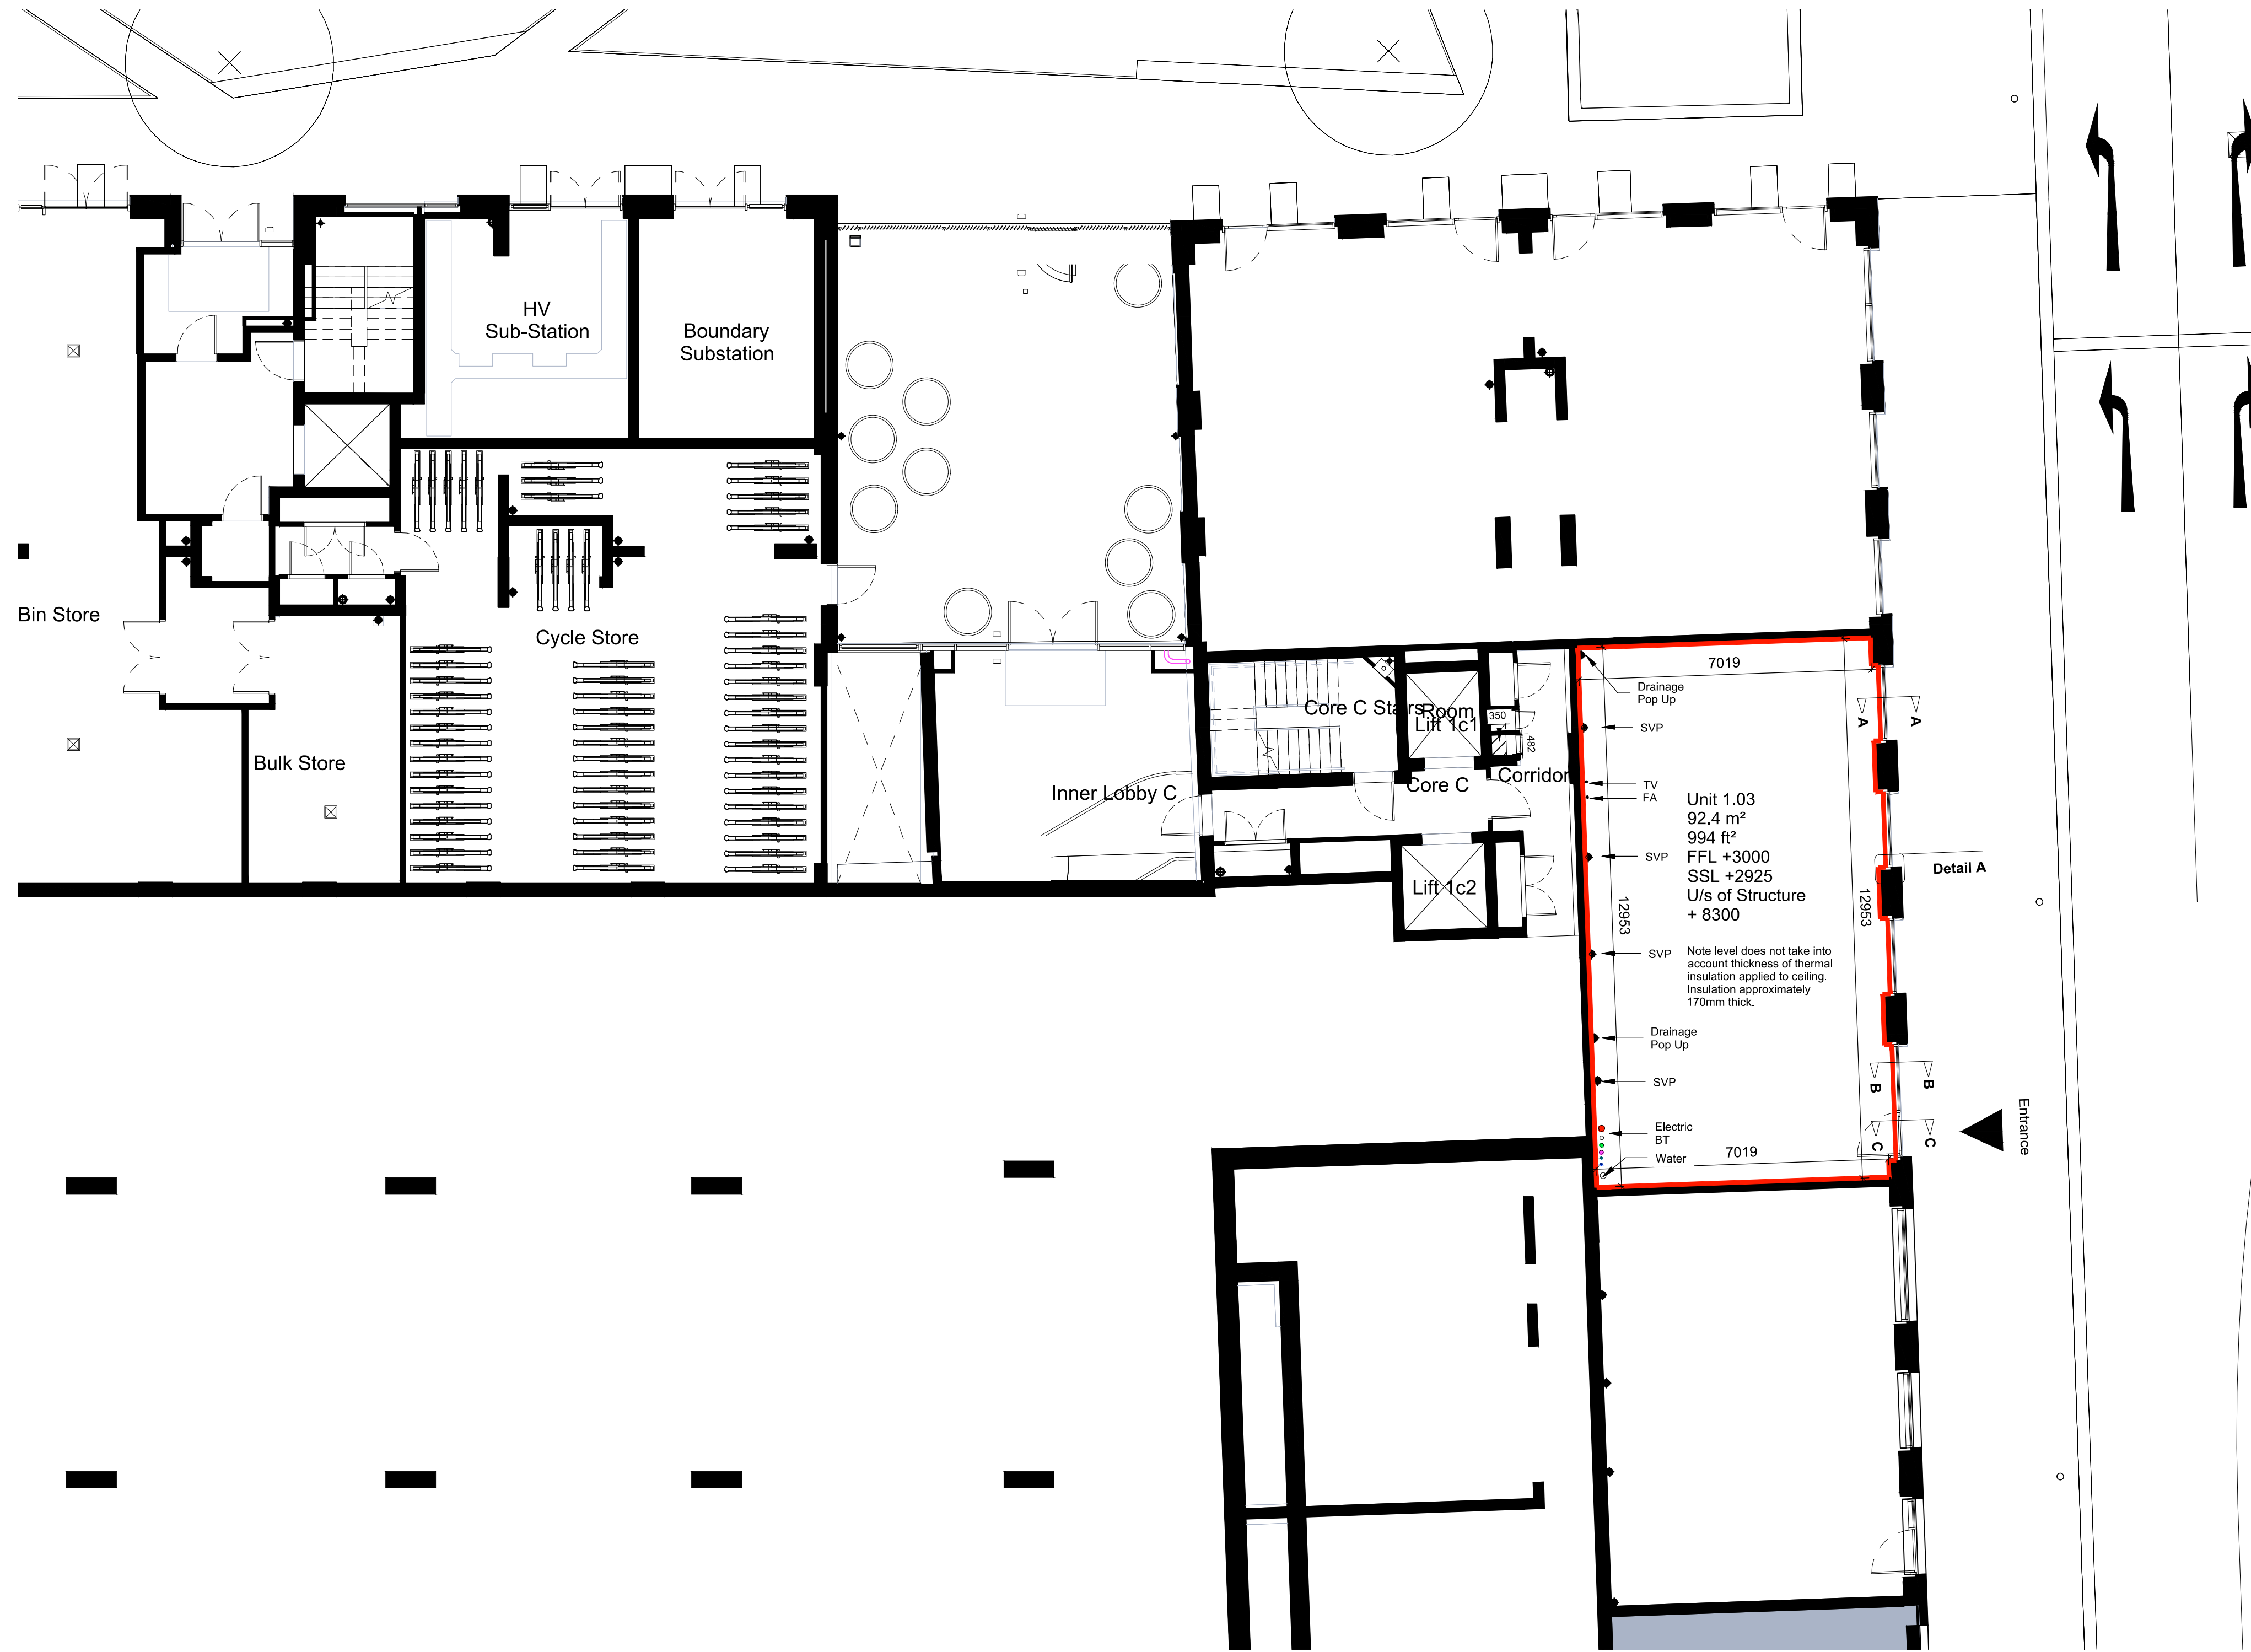 HV
Sub-Station
Boundary
Substation
Bin Store
Cycle Store
Bulk Store
Inner Lobby C
Core C Stairs
Room
Lift 1c1
350
482
Core C
Corridor
Lift 1c2
7019
Drainage
Pop Up
SVP
TV
FA
SVP
SVP
Drainage
Pop Up
SVP
Electric
BT
Water
Unit 1.03
92.4 m²
994 ft²
FFL +3000
SSL +2925
U/s of Structure
+ 8300
Note level does not take into
account thickness of thermal
insulation applied to ceiling.
Insulation approximately
170mm thick.
12953
12953
7019
A
A
Detail A
B
B
C
C
Entrance